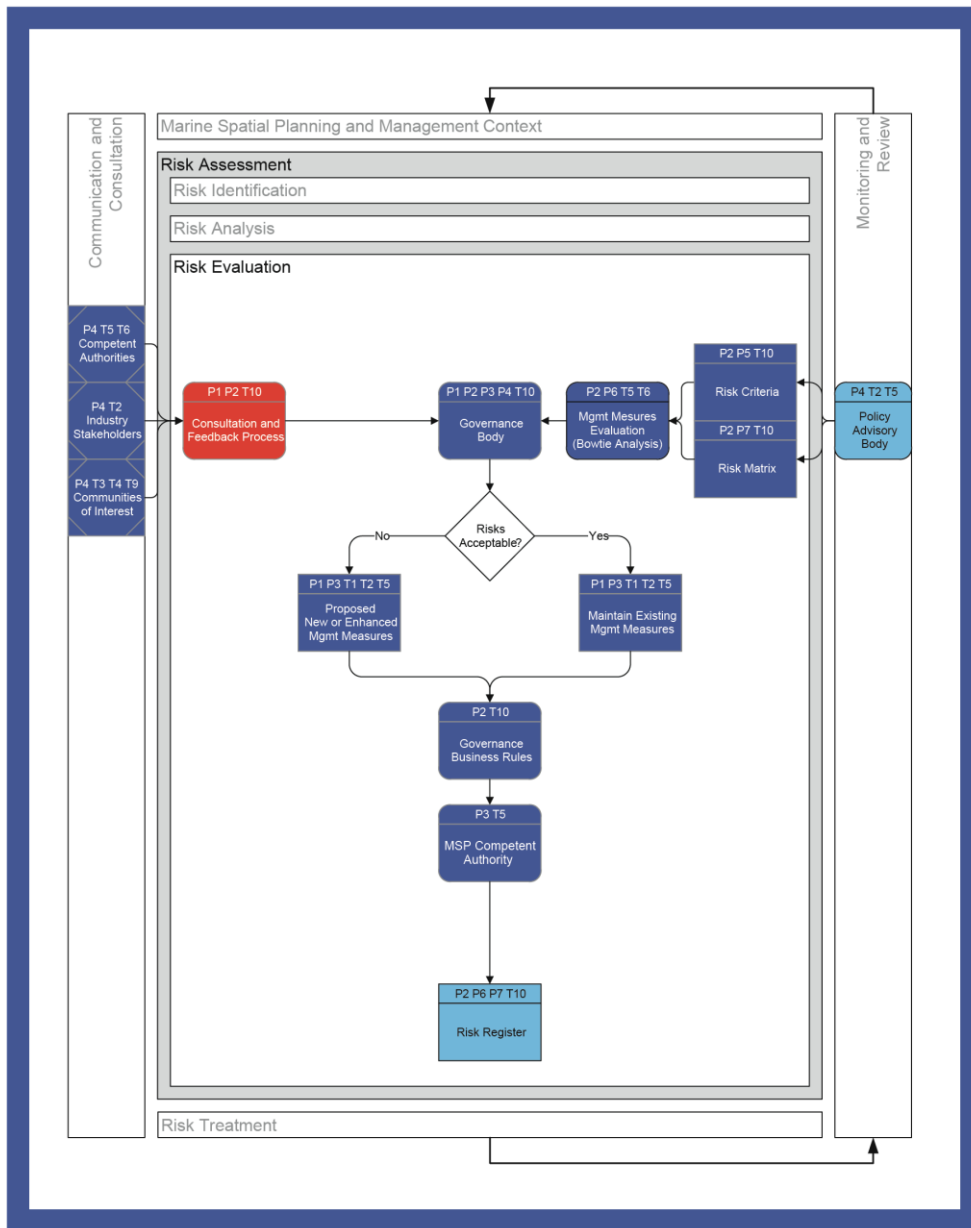 Marine Spatial Planning and Management Context
Communication and
Consultation
Monitoring and
Review
Risk Assessment
Risk Identification
Risk Analysis
Risk Evaluation
P4 T5 T6
Competent
Authorities
P4 T2
Industry
Stakeholders
P4 T3 T4 T9
Communities
of Interest
P1 P2 T10
Consultation and
Feedback Process
P1 P2 P3 P4 T10
Governance
Body
P2 P6 T5 T6
Mgmt Mesures
Evaluation
(Bowtie Analysis)
P2 P5 T10
Risk Criteria
P2 P7 T10
Risk Matrix
P4 T2 T5
Policy
Advisory
Body
Risks
Acceptable?
No
Yes
P1 P3 T1 T2 T5
Proposed
New or Enhanced
Mgmt Measures
P1 P3 T1 T2 T5
Maintain Existing
Mgmt Measures
P2 T10
Governance
Business Rules
P3 T5
MSP Competent
Authority
P2 P6 P7 T10
Risk Register
Risk Treatment